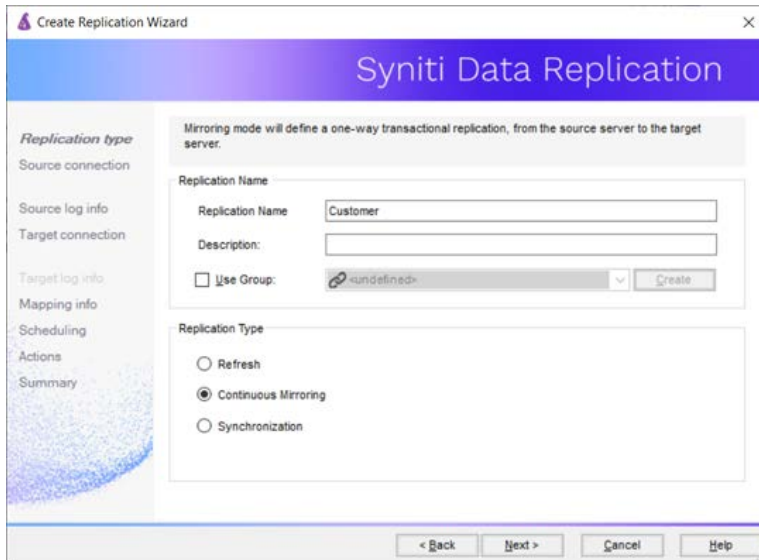 Create Replication Wizard
Syniti Data Replication
Replication type
Source connection
Source log info
Target connection
Target log info
Mapping info
Scheduling
Actions
Summary
Mirroring mode will define a one-way transactional replication, from the source server to the target
server.
Replication Name
Replication Name Customer
Description:
Use Group: <undefined> Create
Replication Type
Refresh
Continuous Mirroring
Synchronization
< Back Next > Cancel Help